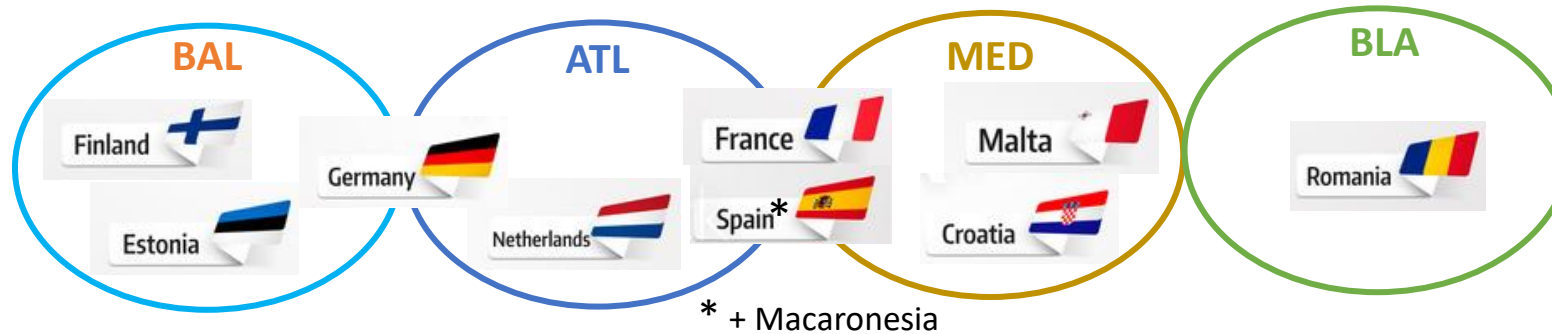 BAL
ATL
MED
BLA
Finland
Estonia
Germany
Netherlands
France
Spain*
Malta
Croatia
Romania
* + Macaronesia